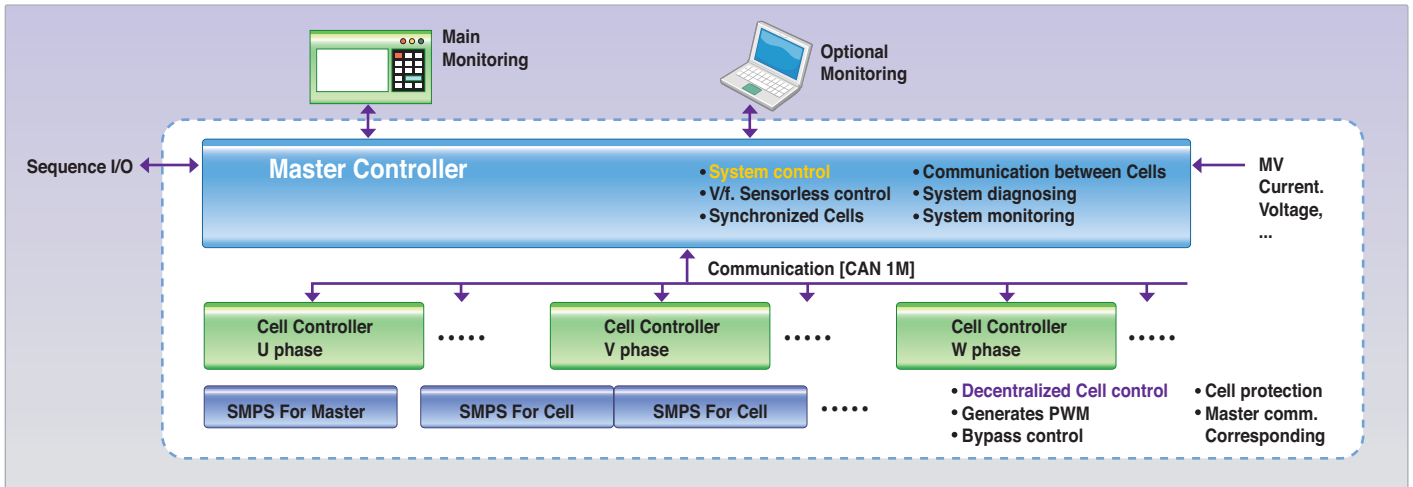 Main
Monitoring
Optional
Monitoring
Sequence I/O
Master Controller
• System control
• V/f. Sensorless control
• Synchronized Cells
• Communication between Cells
• System diagnosing
• System monitoring
MV
Current.
Voltage,
...
Communication [CAN 1M]
Cell Controller
U phase
•••••
Cell Controller
V phase
•••••
Cell Controller
W phase
•••••
SMPS For Master
SMPS For Cell
SMPS For Cell
•••••
• Decentralized Cell control
• Generates PWM
• Bypass control
• Cell protection
• Master comm.
Corresponding